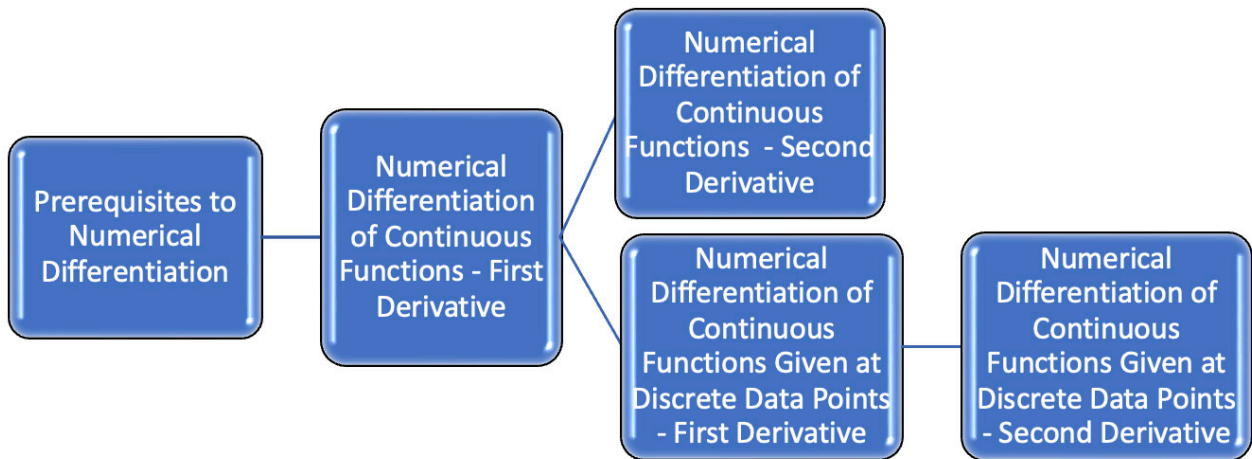 Prerequisites to
Numerical
Differentiation
Numerical
Differentiation
of Continuous
Functions - First
Derivative
Numerical
Differentiation of
Continuous
Functions  - Second
Derivative
Numerical
Differentiation of
Continuous
Functions Given at
Discrete Data Points
- First Derivative
Numerical
Differentiation of
Continuous
Functions Given at
Discrete Data Points
- Second Derivative